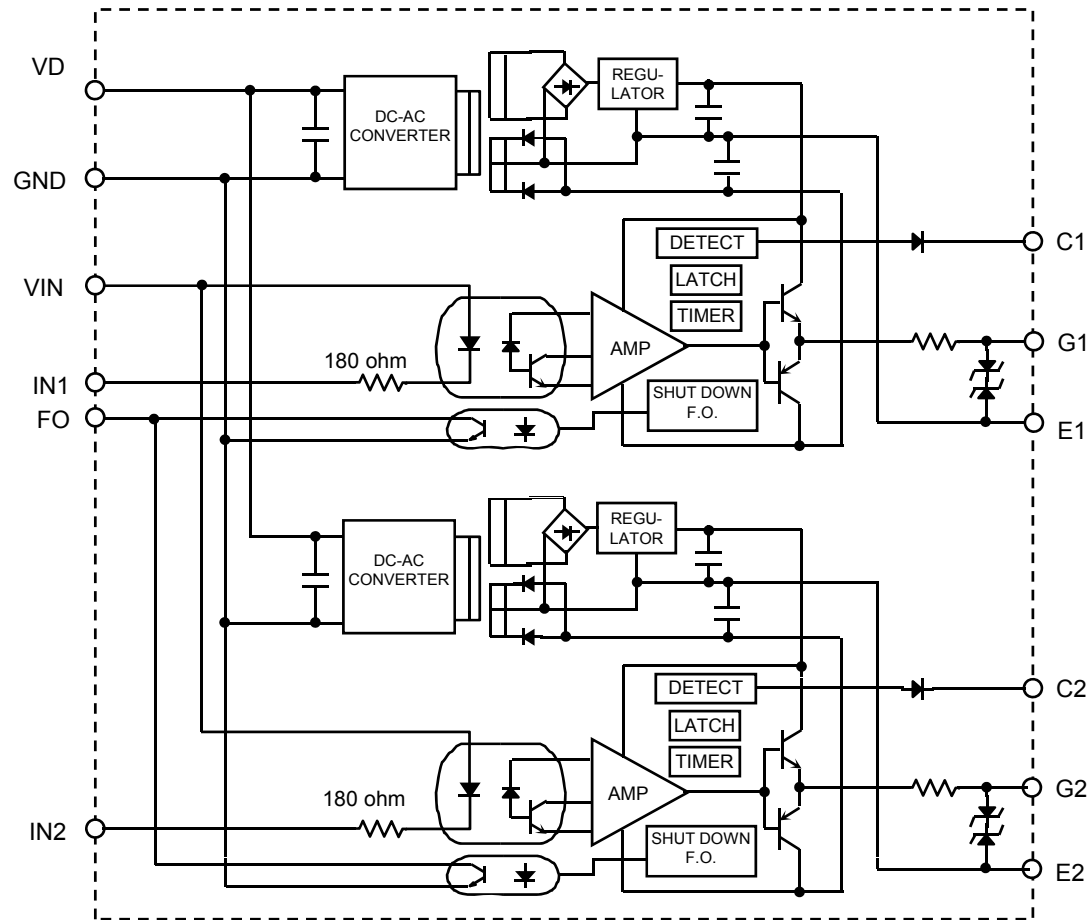 VD
REGU-
LATOR
DC-AC
CONVERTER
GND
DETECT
C1
LATCH
VIN
TIMER
AMP
G1
180 ohm
IN1
SHUT DOWN
F.O.
FO
E1
REGU-
LATOR
DC-AC
CONVERTER
DETECT
C2
LATCH
TIMER
AMP
G2
180 ohm
IN2
SHUT DOWN
F.O.
E2